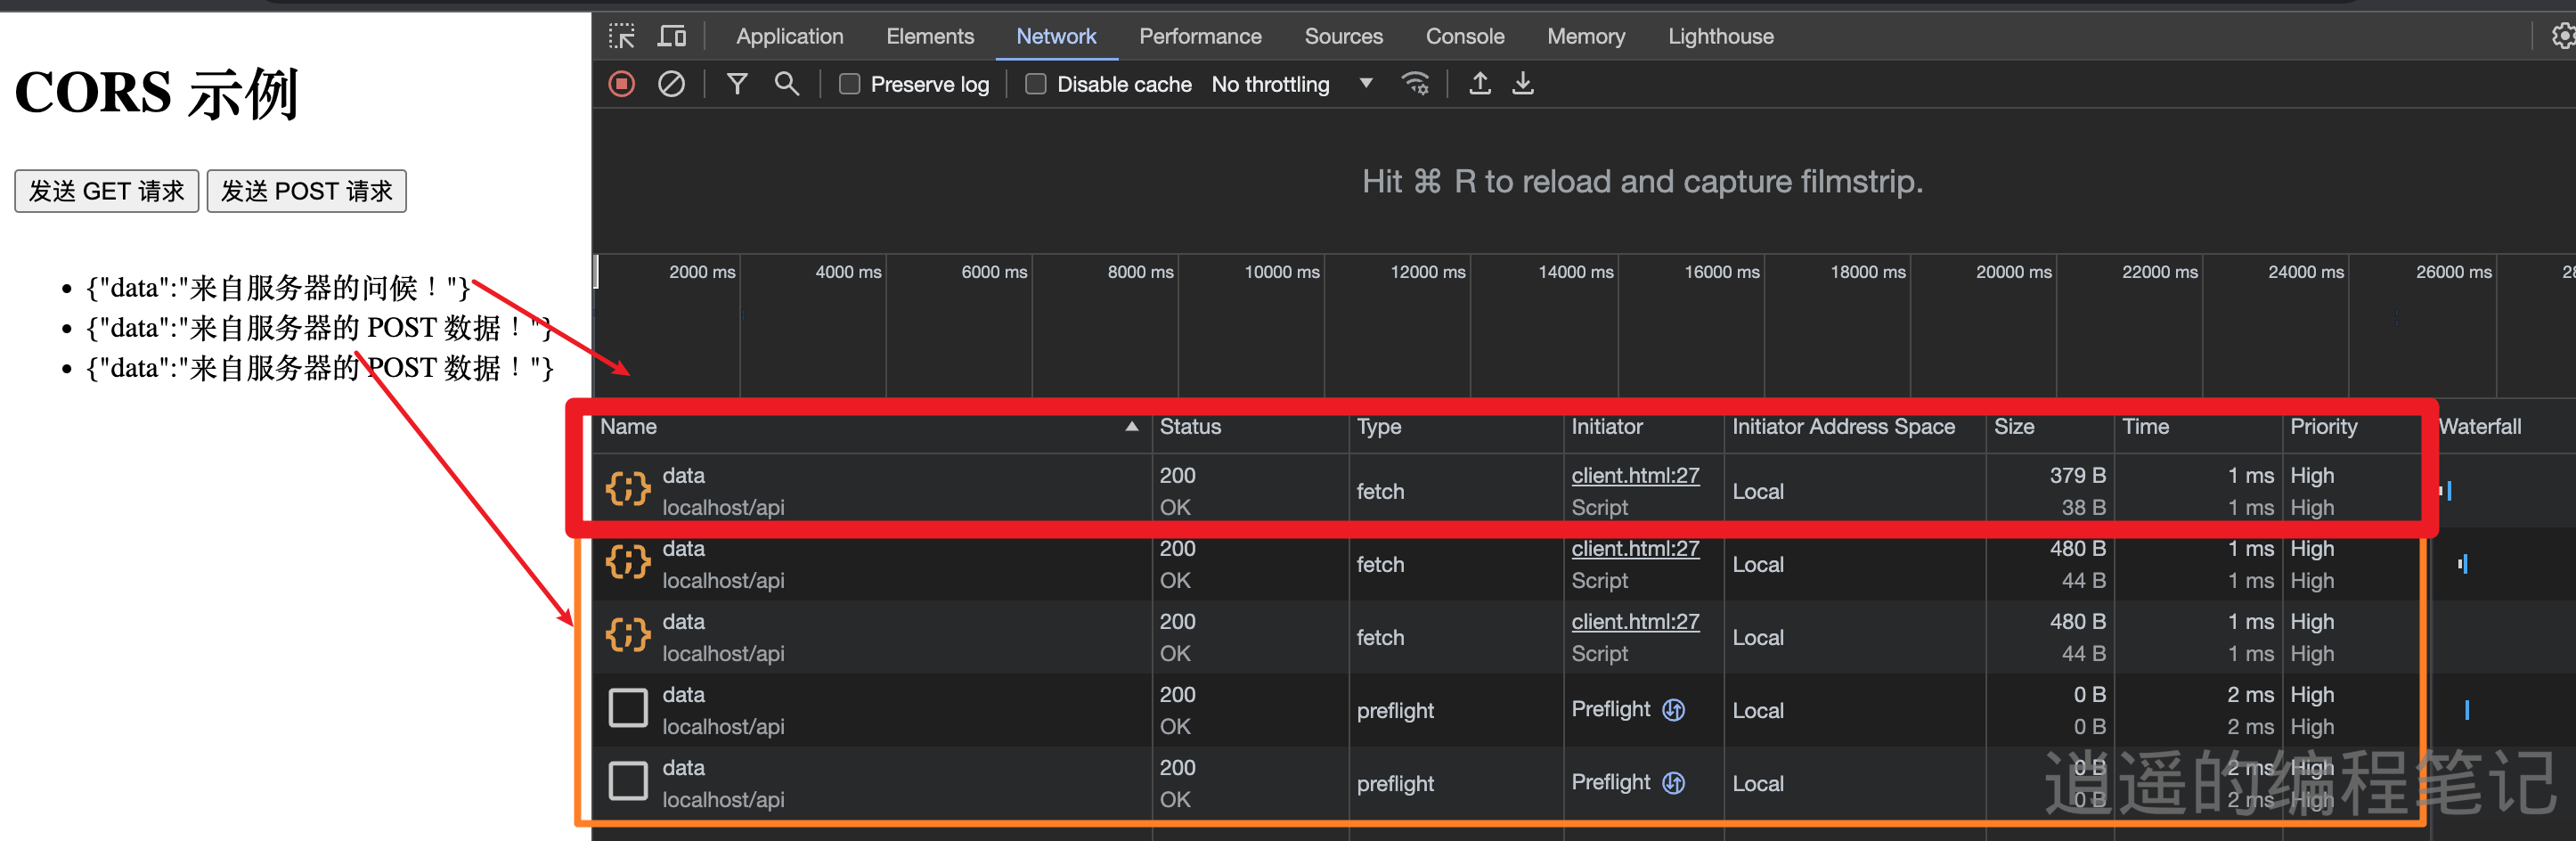 CORS 示例
发送 GET 请求 发送 POST 请求
{"data":"来自服务器的问候！"}
{"data":"来自服务器的 POST 数据！"}
{"data":"来自服务器的 POST 数据！"}
Application Elements Network Performance Sources Console Memory Lighthouse
Preserve log Disable cache No throttling
Hit ⌘ R to reload and capture filmstrip.
2000 ms 4000 ms 6000 ms 8000 ms 10000 ms 12000 ms 14000 ms 16000 ms 18000 ms 20000 ms 22000 ms 24000 ms 26000 ms 28
Name Status Type Initiator Initiator Address Space Size Time Priority Waterfall
data 200 fetch client.html:27 Local 379 B 1 ms High
localhost/api OK Script 38 B 1 ms High
data 200 fetch client.html:27 Local 480 B 1 ms High
localhost/api OK Script 44 B 1 ms High
data 200 fetch client.html:27 Local 480 B 1 ms High
localhost/api OK Script 44 B 1 ms High
data 200 preflight Preflight Local 0 B 2 ms High
localhost/api OK 0 B 2 ms High
data 200 preflight Preflight Local 0 B 2 ms High
localhost/api OK 0 B 2 ms High
逍遥的编程笔记